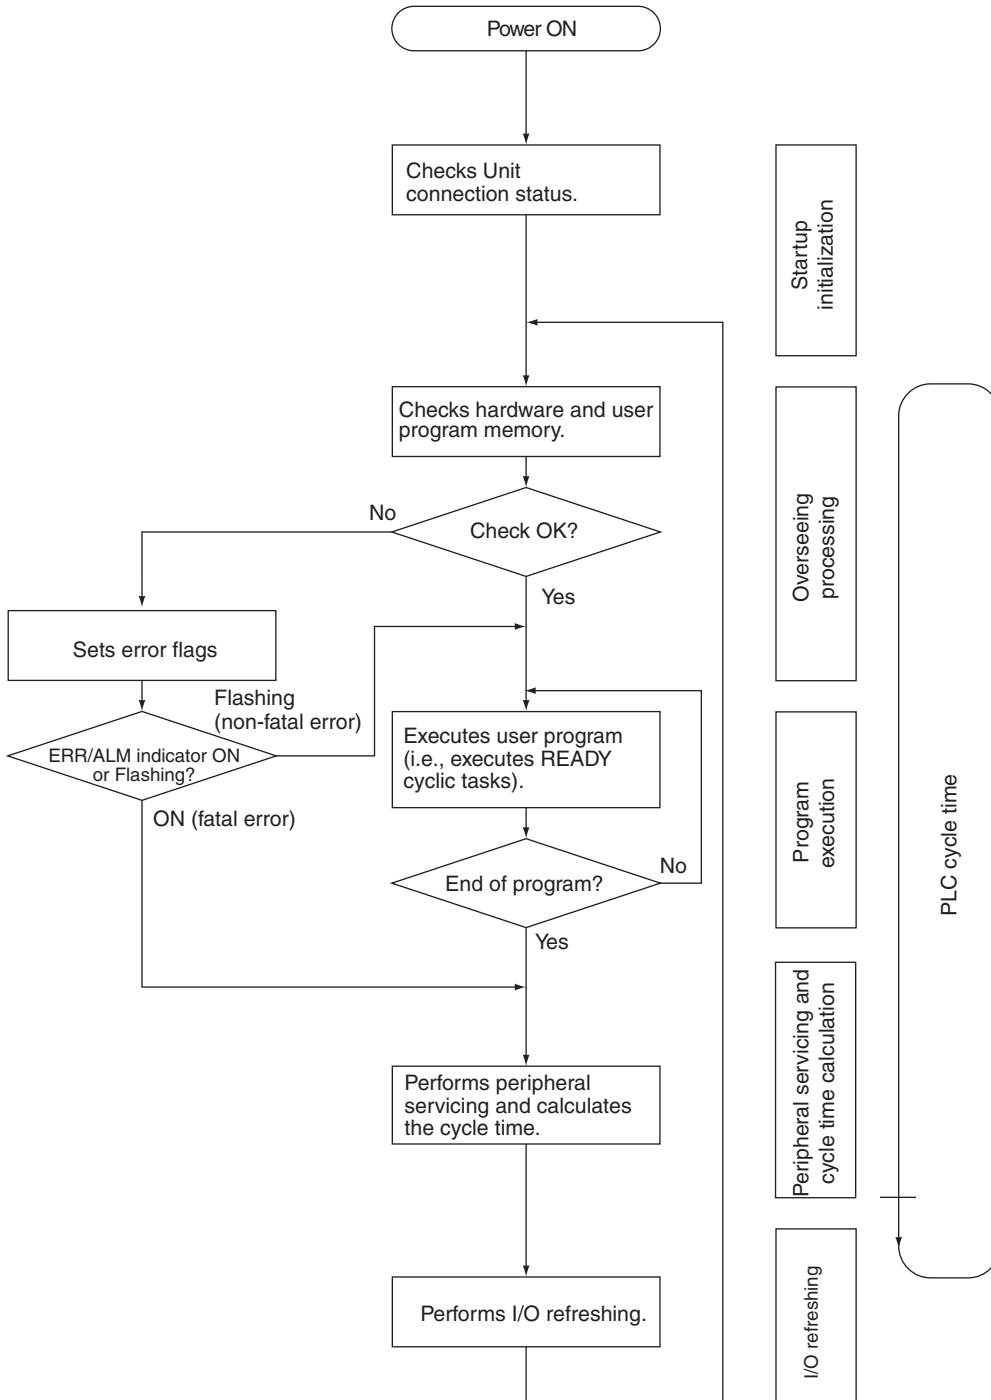 Power ON
Checks Unit
connection status.
Startup
initialization
Checks hardware and user
program memory.
Overseeing
processing
No
Check OK?
Yes
Sets error flags
Flashing
(non-fatal error)
ERR/ALM indicator ON
or Flashing?
ON (fatal error)
Executes user program
(i.e., executes READY
cyclic tasks).
Program
execution
No
End of program?
Yes
PLC cycle time
Performs peripheral
servicing and calculates
the cycle time.
Peripheral servicing and
cycle time calculation
Performs I/O refreshing.
I/O refreshing